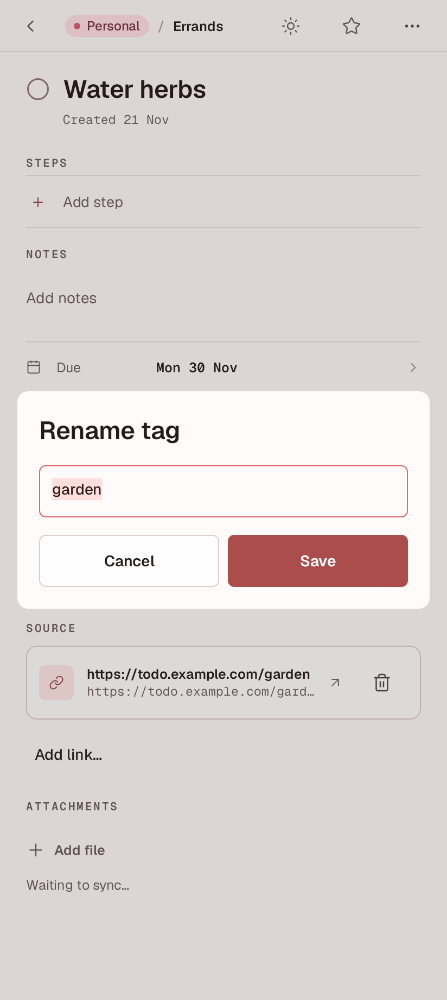 Personal / Errands
Water herbs
Created 21 Nov
STEPS
Add step
NOTES
Add notes
Due Mon 30 Nov
Rename tag
garden
Cancel Save
SOURCE
https://todo.example.com/garden
https://todo.example.com/gard…
Add link…
ATTACHMENTS
Add file
Waiting to sync…